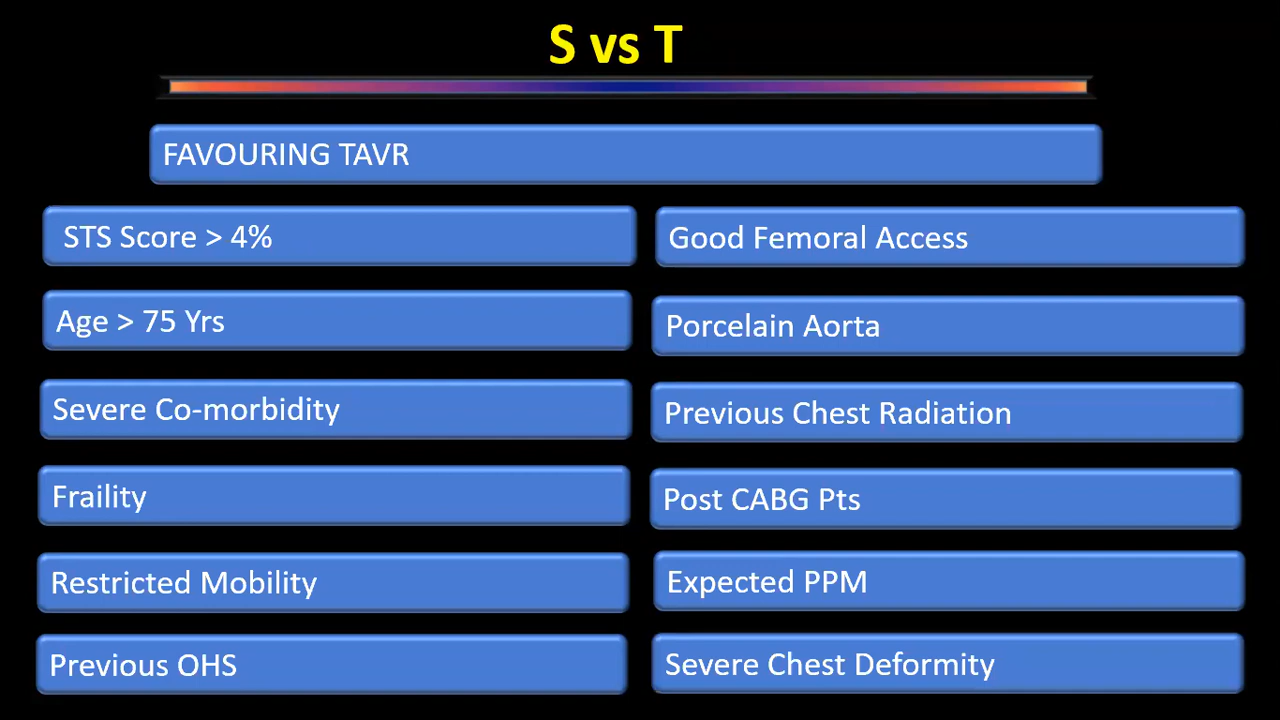 S vs T
FAVOURING TAVR
STS Score > 4%
Good Femoral Access
Age > 75 Yrs
Porcelain Aorta
Severe Co-morbidity
Previous Chest Radiation
Fraility
Post CABG Pts
Restricted Mobility
Expected PPM
Previous OHS
Severe Chest Deformity